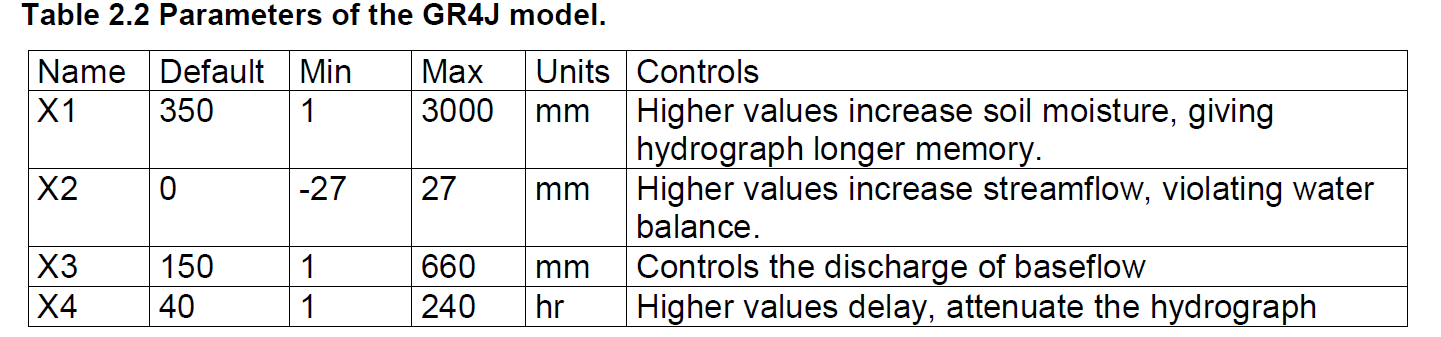 Table 2.2 Parameters of the GR4J model.
Name Default Min Max Units Controls
X1 350 1 3000 mm Higher values increase soil moisture, giving
hydrograph longer memory.
X2 0 -27 27 mm Higher values increase streamflow, violating water
balance.
X3 150 1 660 mm Controls the discharge of baseflow
X4 40 1 240 hr Higher values delay, attenuate the hydrograph